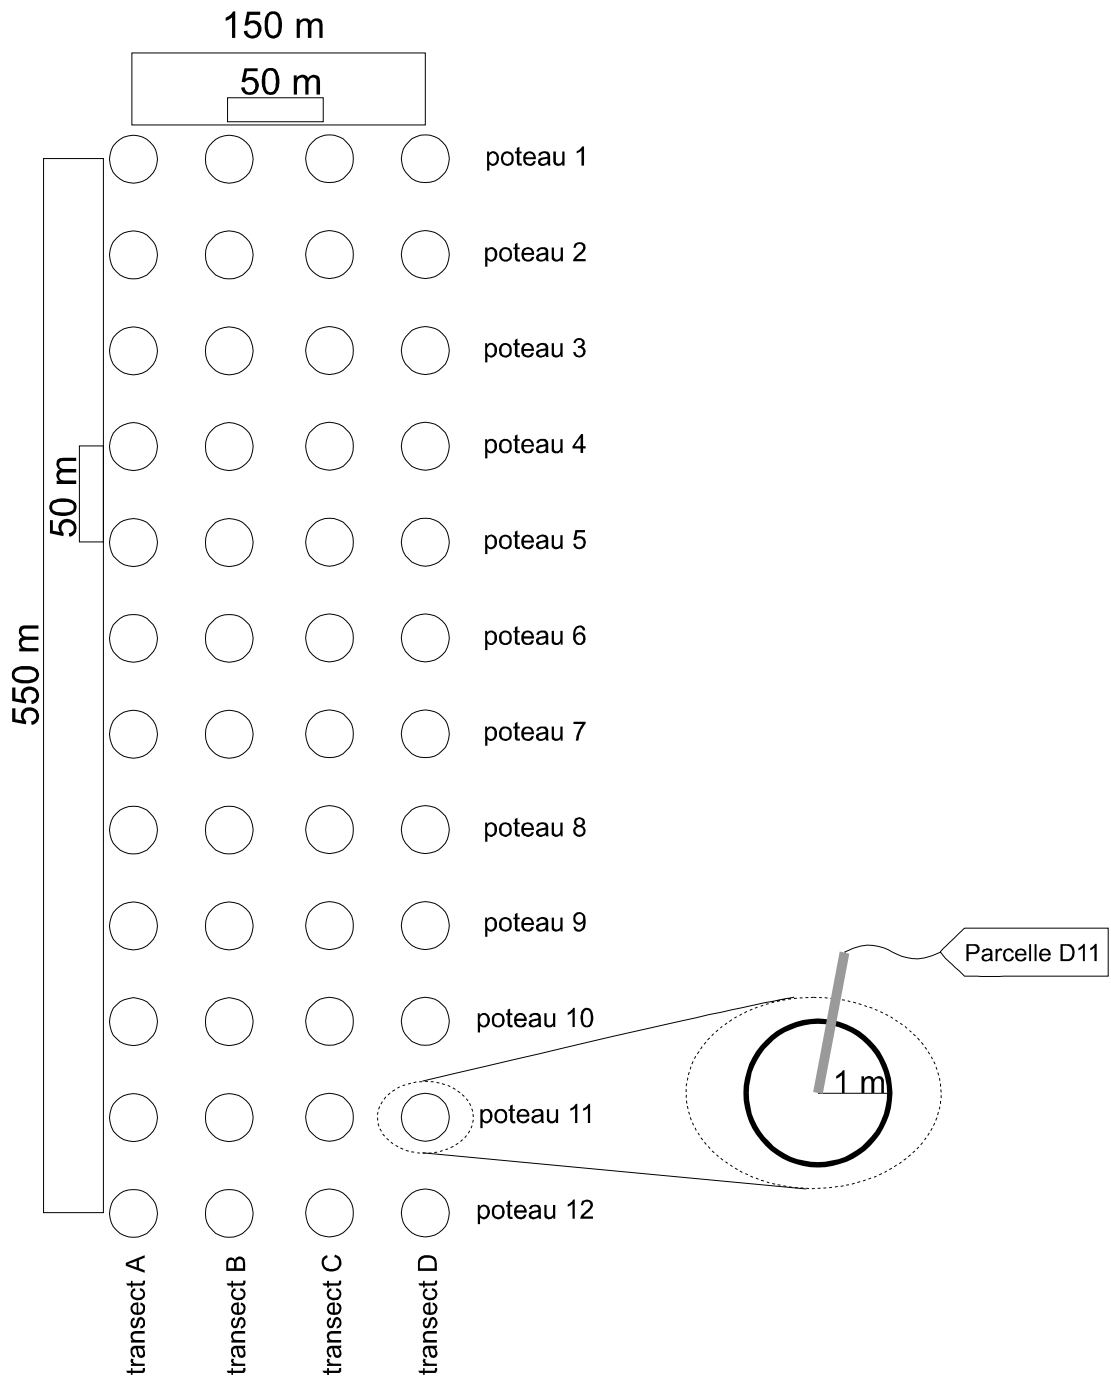 150 m
50 m
poteau 1
poteau 2
poteau 3
poteau 4
50 m
poteau 5
550 m
poteau 6
poteau 7
poteau 8
poteau 9
Parcelle D11
poteau 10
1 m
poteau 11
poteau 12
transect A
transect B
transect C
transect D